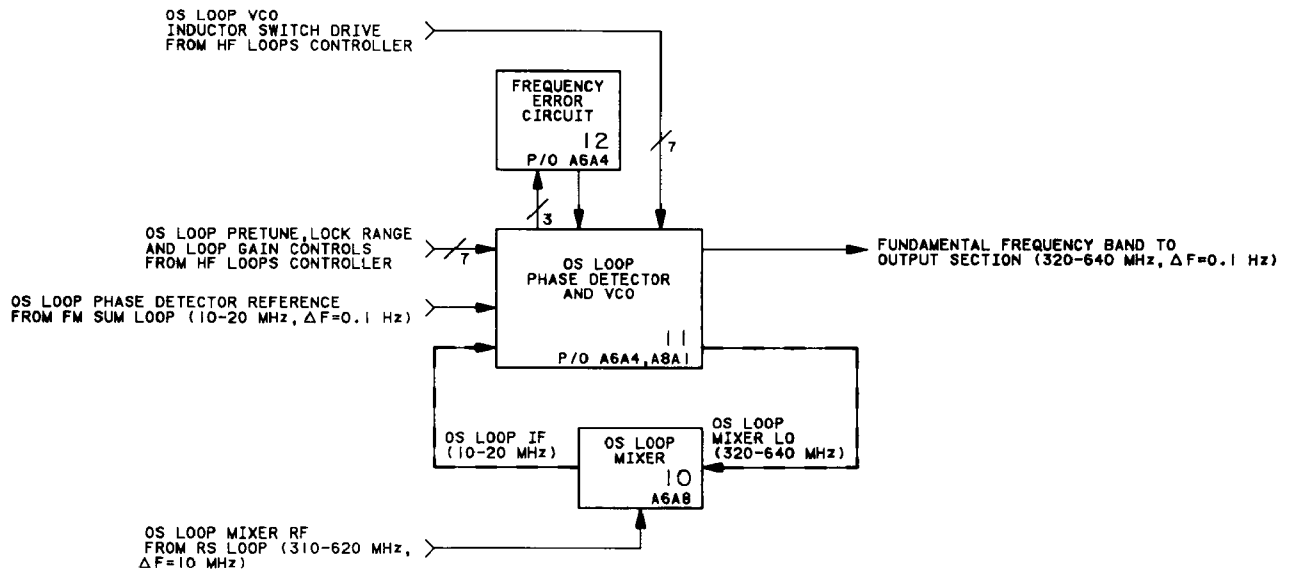 OS LOOP VCO
INDUCTOR SWITCH DRIVE
FROM HF LOOPS CONTROLLER
FREQUENCY
ERROR
CIRCUIT
12
P/O A6A4
7
3
OS LOOP PRETUNE, LOCK RANGE
AND LOOP GAIN CONTROLS
FROM HF LOOPS CONTROLLER
7
OS LOOP PHASE DETECTOR REFERENCE
FROM FM SUM LOOP (10-20 MHz, ΔF=0.1 Hz)
OS LOOP
PHASE DETECTOR
AND VCO
11
P/O A6A4, A8A1
FUNDAMENTAL FREQUENCY BAND TO
OUTPUT SECTION (320-640 MHz, ΔF=0.1 Hz)
OS LOOP IF
(10-20 MHz)
OS LOOP
MIXER
10
A6A8
OS LOOP
MIXER LO
(320-640 MHz)
OS LOOP MIXER RF
FROM RS LOOP (310-620 MHz,
ΔF=10 MHz)